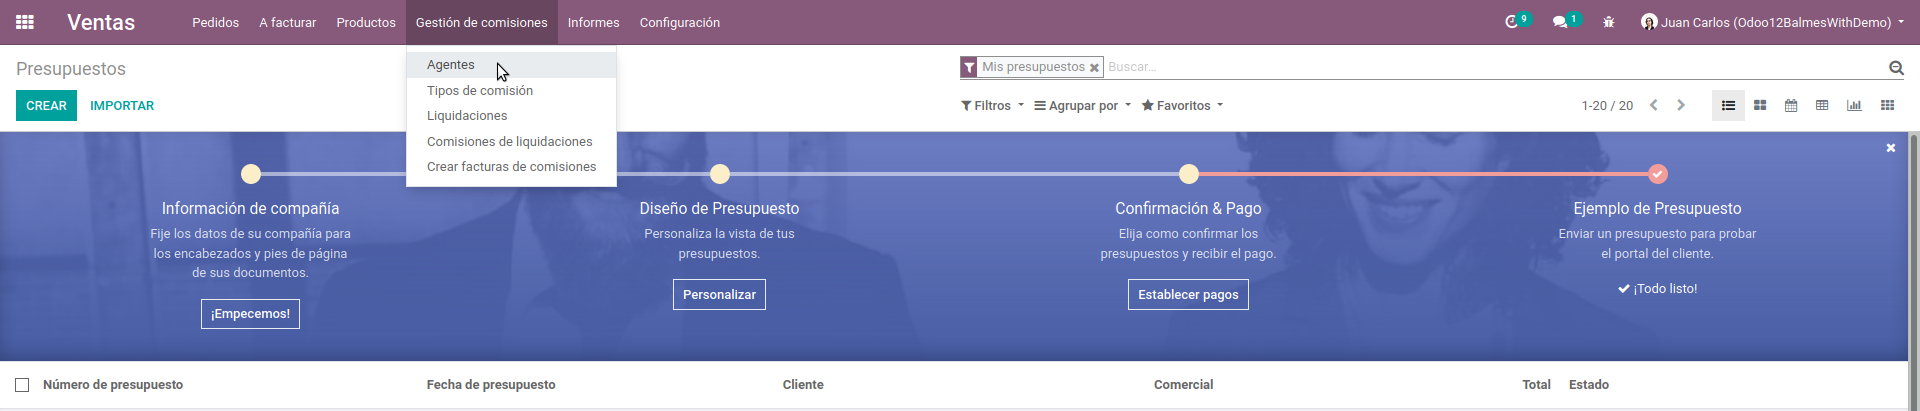 Ventas
Pedidos
A facturar
Productos
Gestión de comisiones
Informes
Configuración
9
1
Juan Carlos (Odoo12BalmesWithDemo)
Agentes
Tipos de comisión
Liquidaciones
Comisiones de liquidaciones
Crear facturas de comisiones
Presupuestos
Mis presupuestos
Buscar...
CREAR
IMPORTAR
Filtros
Agrupar por
Favoritos
1-20 / 20
Información de compañía
Fije los datos de su compañía para
los encabezados y pies de página
de sus documentos.
¡Empecemos!
Diseño de Presupuesto
Personaliza la vista de tus
presupuestos.
Personalizar
Confirmación & Pago
Elija como confirmar los
presupuestos y recibir el pago.
Establecer pagos
Ejemplo de Presupuesto
Enviar un presupuesto para probar
el portal del cliente.
¡Todo listo!
Número de presupuesto
Fecha de presupuesto
Cliente
Comercial
Total
Estado